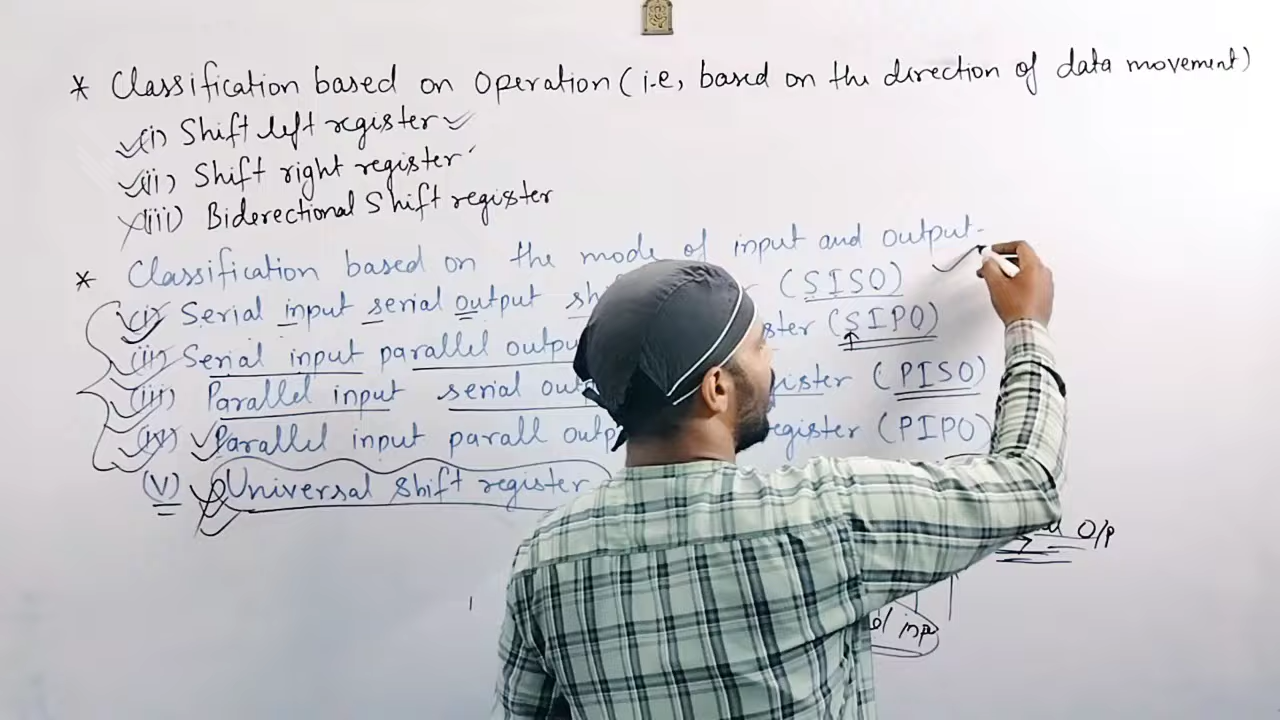 * Classification based on operation (i.e, based on the direction of data movement)
(i) Shift left register
(ii) Shift right register
(iii) Biderectional Shift register
* Classification based on the mode of input and output
(i) Serial input serial output (SISO)
(ii) Serial input parallel (SIPO)
(iii) Parallel input serial (PISO)
(iv) Parallel input parall (PIPO)
(v) Universal shift register
O/P
inp